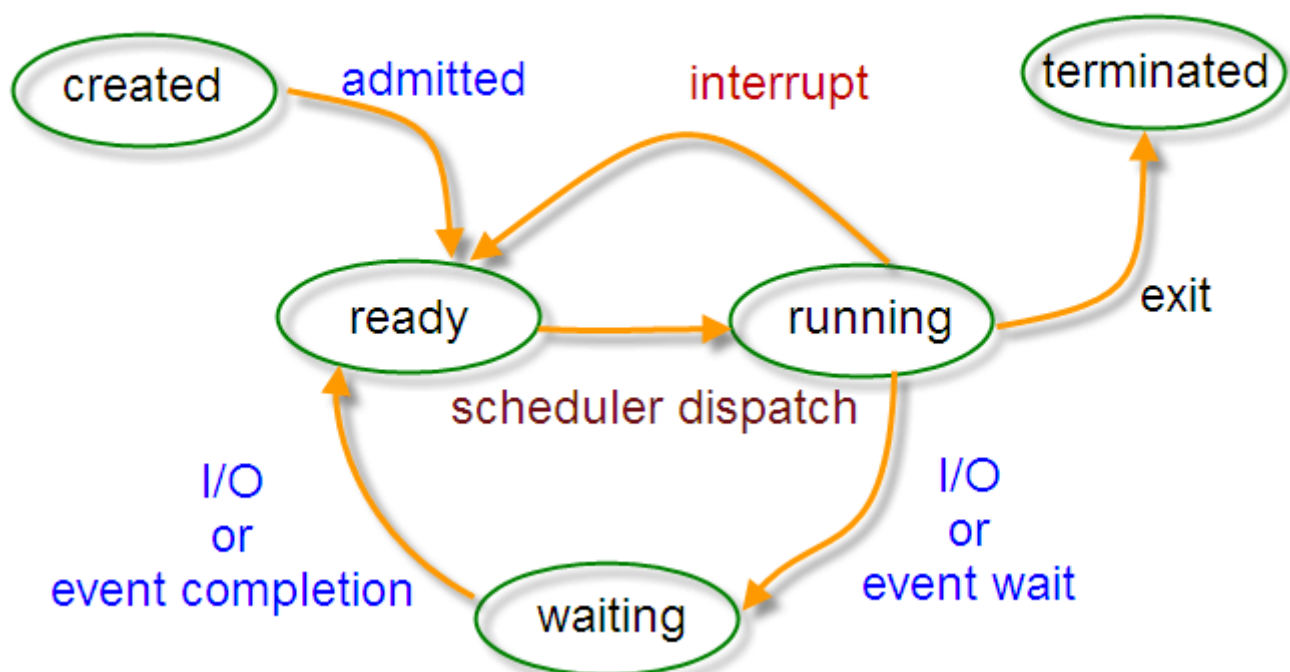 created
admitted
interrupt
terminated
ready
running
exit
scheduler dispatch
I/O
or
event completion
I/O
or
event wait
waiting